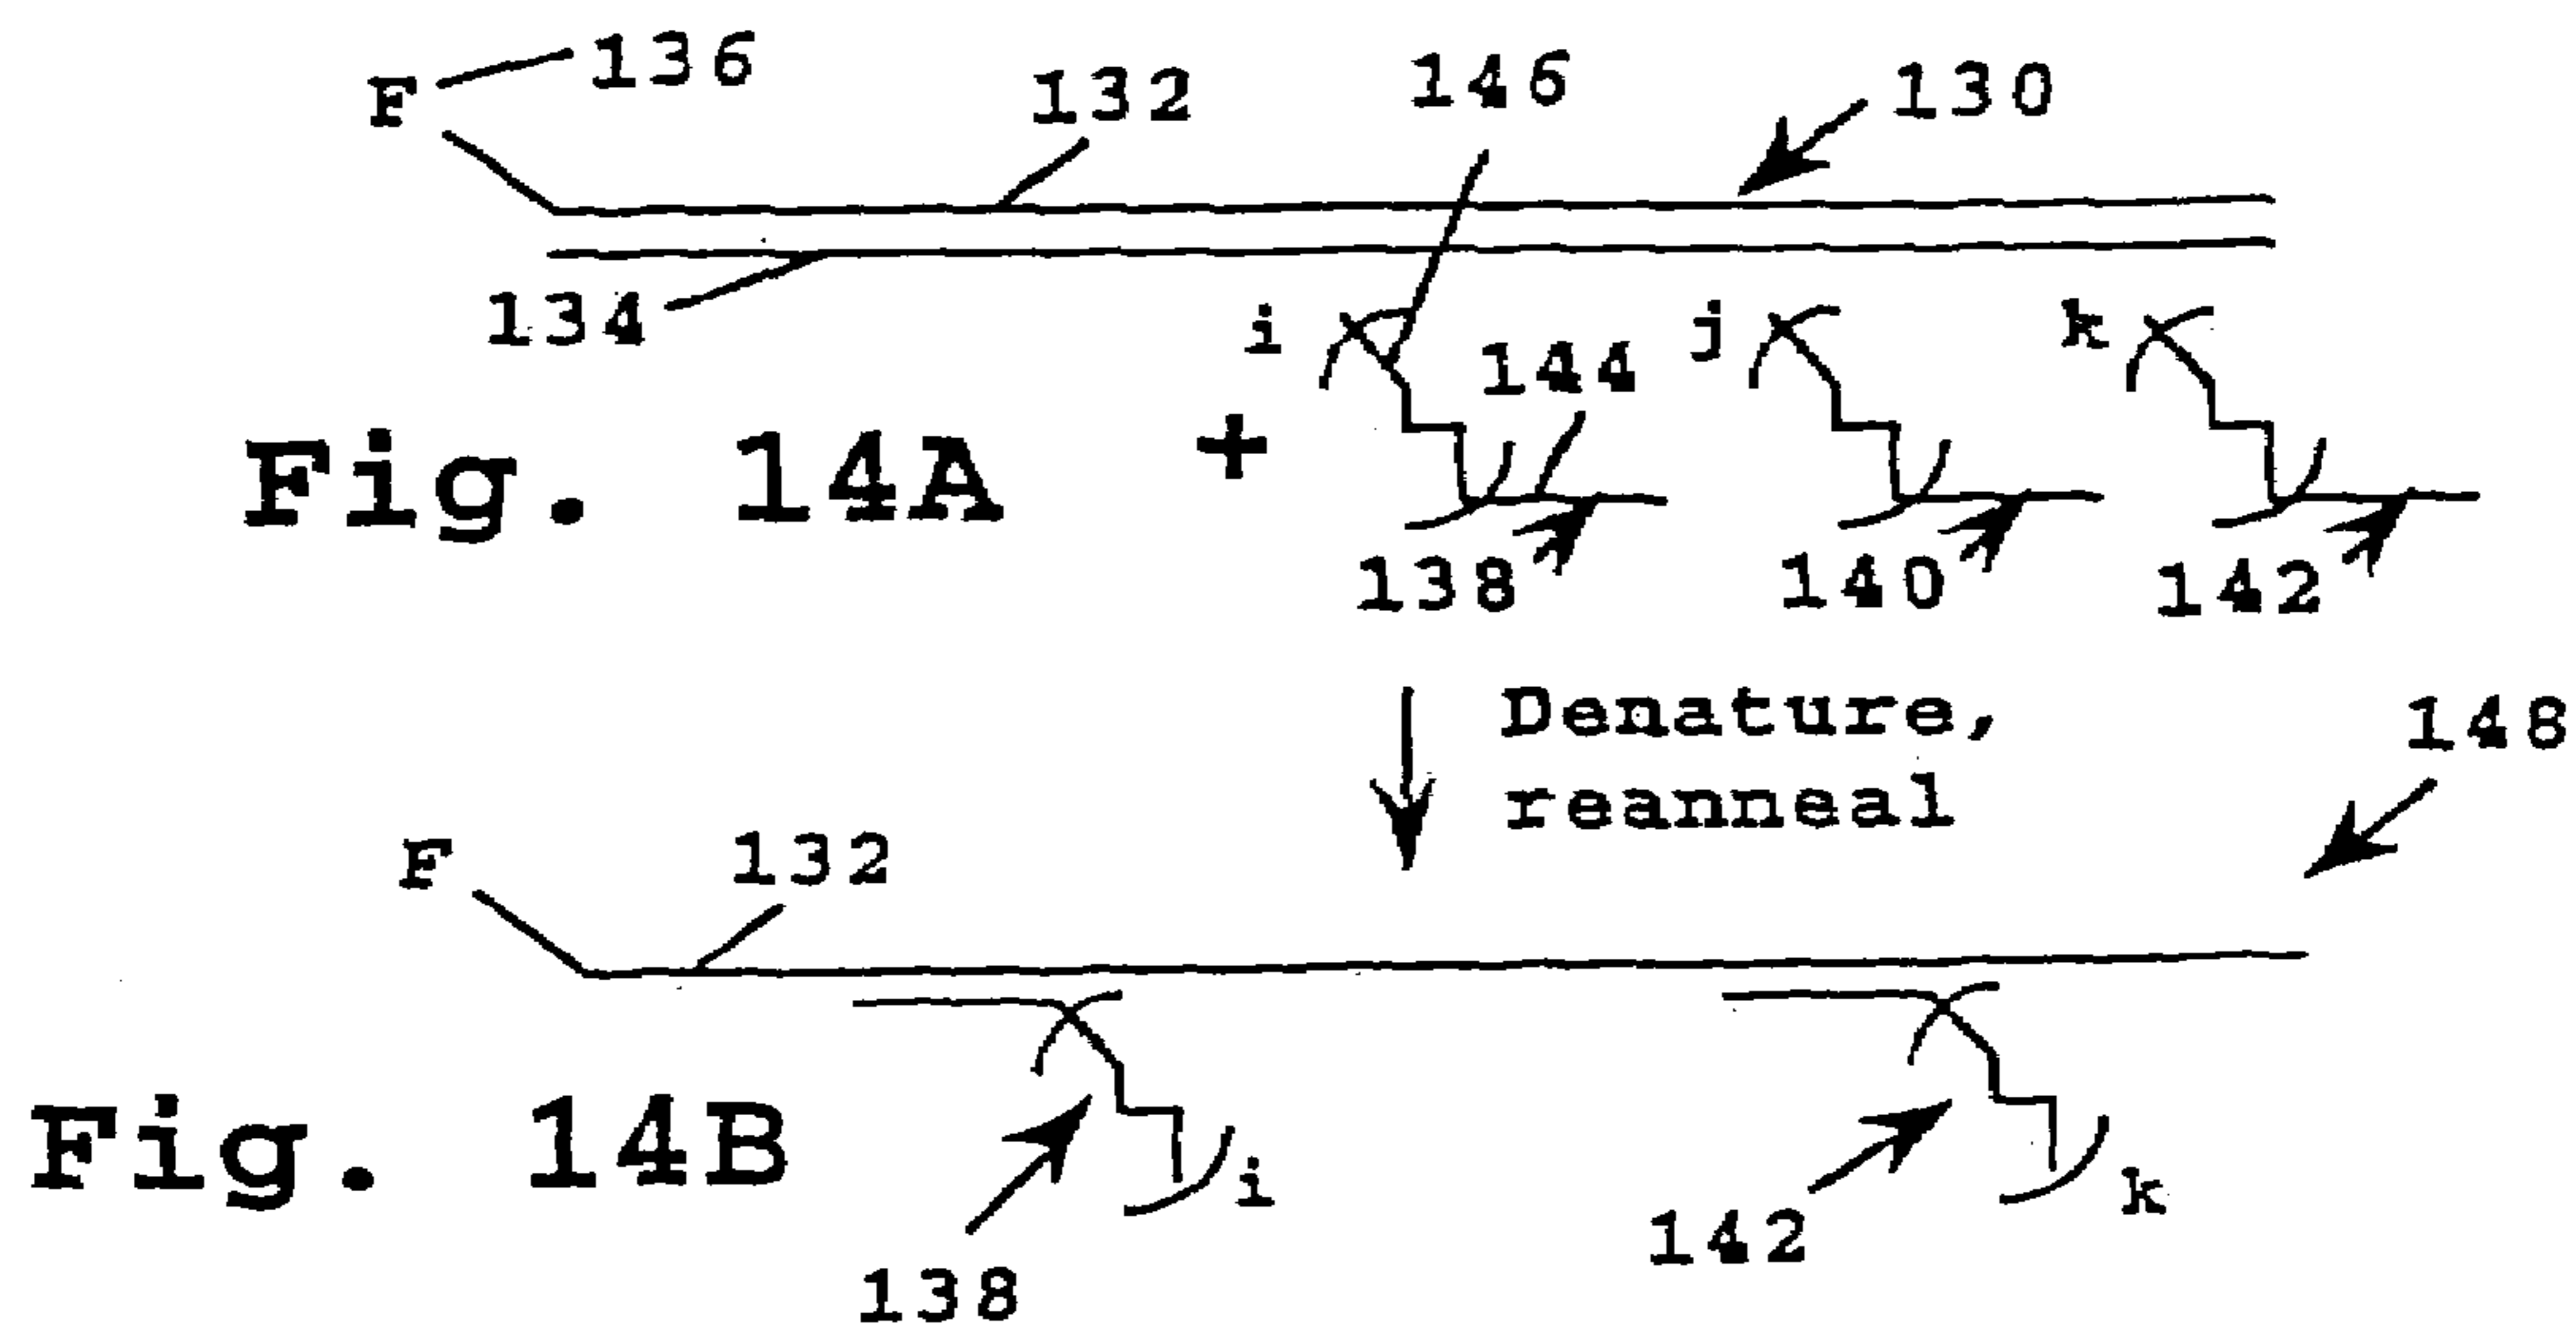 F 136 132 146 130
134 i 144 j k
Fig. 14A +
138 140 142
Denature, 148
reanneal
F 132
Fig. 14B i k
138 142